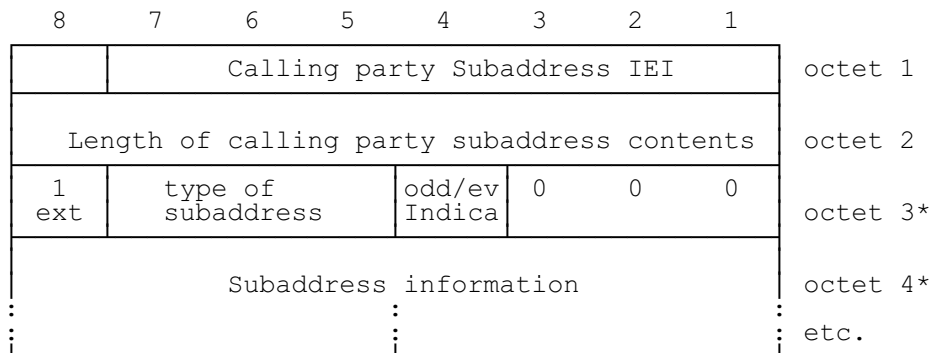 8 7 6 5 4 3 2 1
Calling party Subaddress IEI octet 1
Length of calling party subaddress contents octet 2
1 type of odd/ev 0 0 0
ext subaddress Indica octet 3*
Subaddress information octet 4*
: : :
: : : etc.